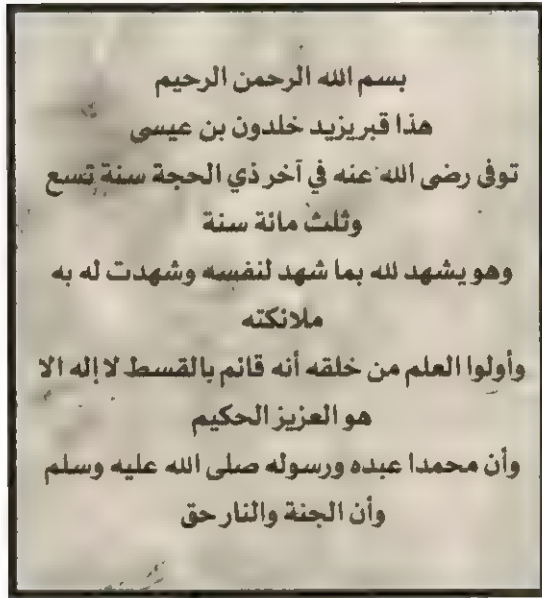 بسم الله الرحمن الرحيم
هذا قبر يزيد خلدون بن عيسى
توفى رضى الله عنه في آخر ذي الحجة سنة تسع
وثلث مائة سنة
وهو يشهد لله بما شهد لنفسه وشهدت له به
ملائكته
وأولوا العلم من خلقه أنه قائم بالقسط لا إله الا
هو العزيز الحكيم
وأن محمدا عبده ورسوله صلى الله عليه وسلم
وأن الجنة والنار حق